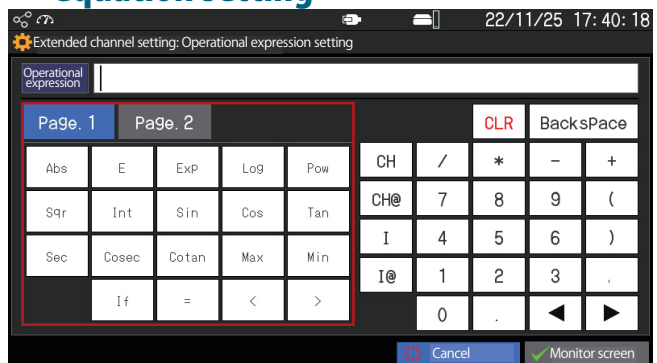 equation setting
22/11/25 17:40:18
Extended channel setting: Operational expression setting
Operational
expression
Page. 1 Page. 2 CLR BacksPace
Abs E Exp Log Pow CH / * - +
Sqr Int Sin Cos Tan CH@ 7 8 9 (
Sec Cosec Cotan Max Min I 4 5 6 )
If = < > I@ 1 2 3 ,
0 . ◀ ▶
Cancel Monitor screen